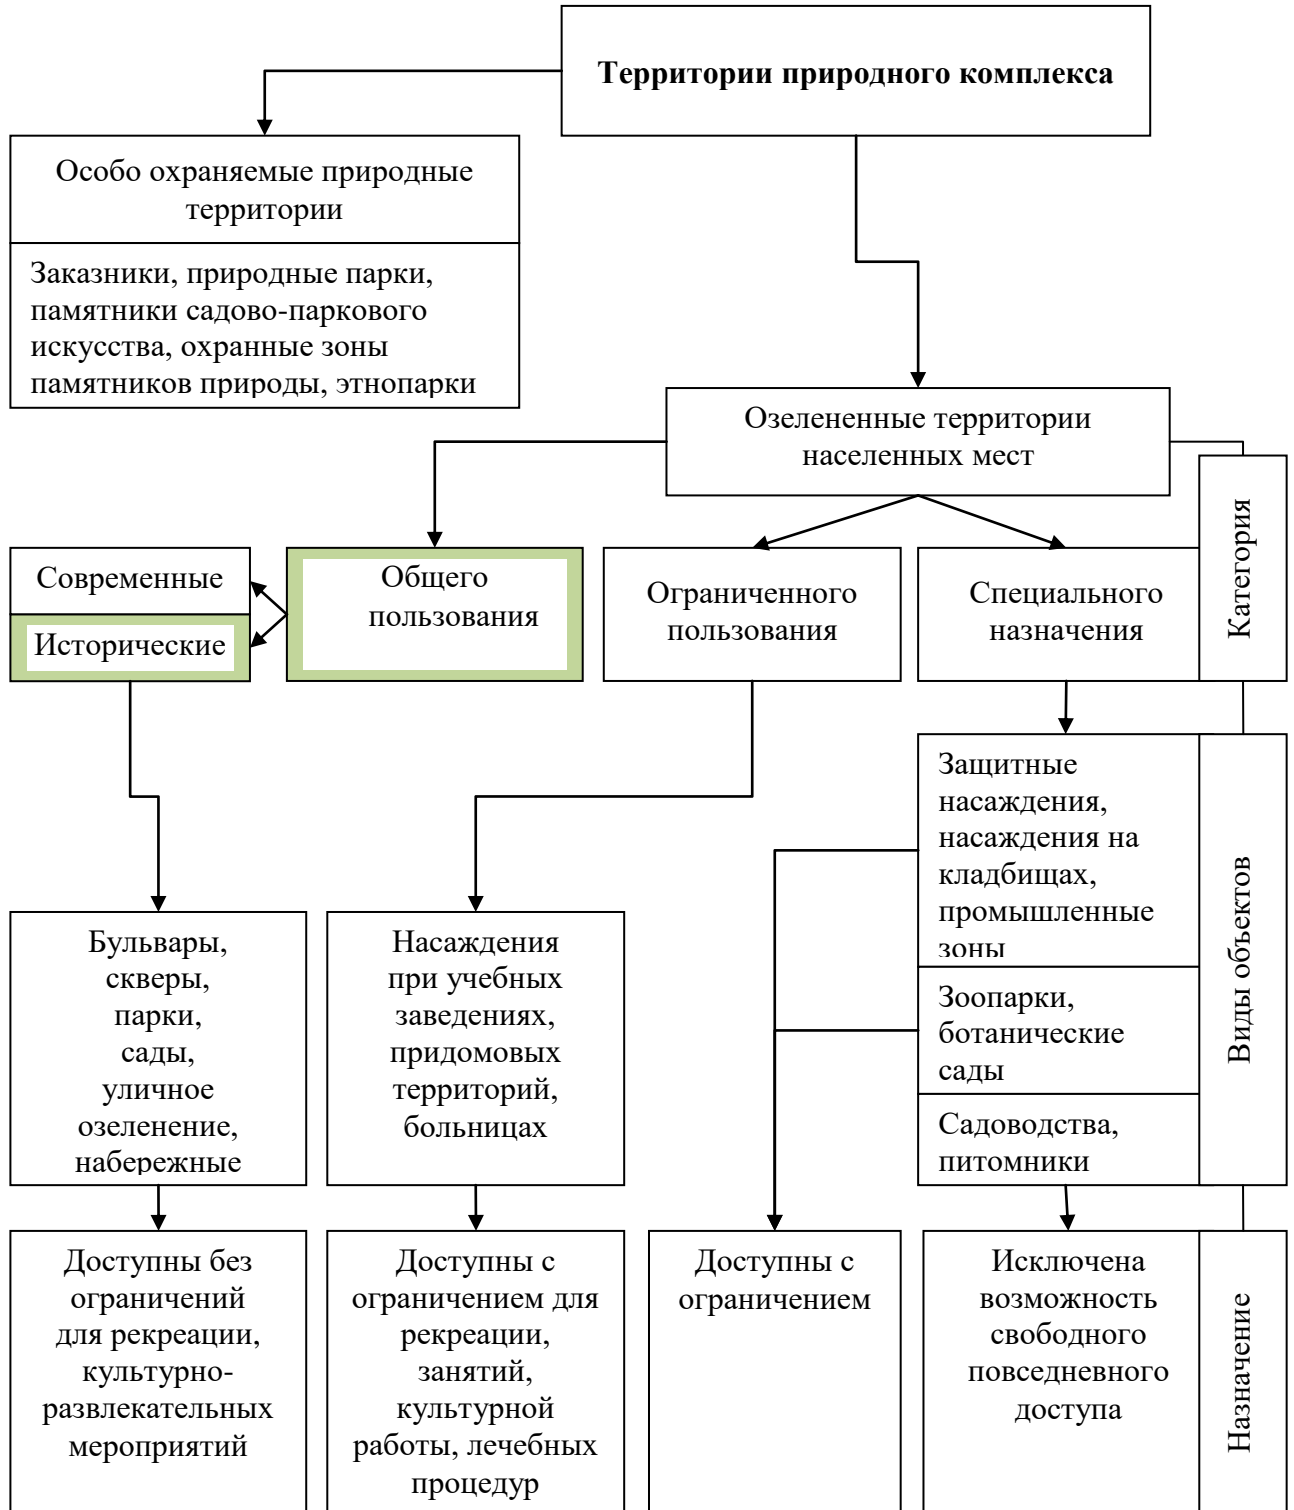 Территории природного комплекса
Особо охраняемые природные
территории
Заказники, природные парки,
памятники садово-паркового
искусства, охранные зоны
памятников природы, этнопарки
Озелененные территории
населенных мест
Категория
Современные
Исторические
Общего
пользования
Ограниченного
пользования
Специального
назначения
Защитные
насаждения,
насаждения на
кладбищах,
промышленные
зоны
Зоопарки,
ботанические
сады
Садоводства,
питомники
Виды объектов
Бульвары,
скверы,
парки,
сады,
уличное
озеленение,
набережные
Насаждения
при учебных
заведениях,
придомовых
территорий,
больницах
Доступны без
ограничений
для рекреации,
культурно-
развлекательных
мероприятий
Доступны с
ограничением для
рекреации,
занятий,
культурной
работы, лечебных
процедур
Доступны с
ограничением
Исключена
возможность
свободного
повседневного
доступа
Назначение